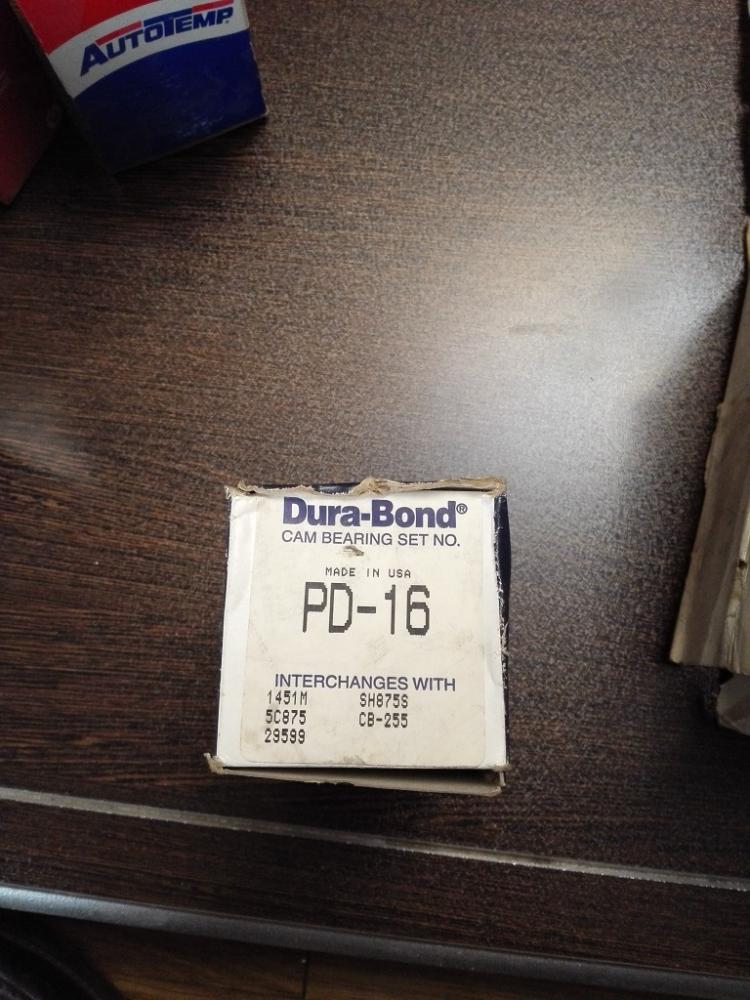 AUTOTEMP
Dura-Bond®
CAM BEARING SET NO.
MADE IN USA
PD-16
INTERCHANGES WITH
1451M SH875S
5C875 CB-255
29599